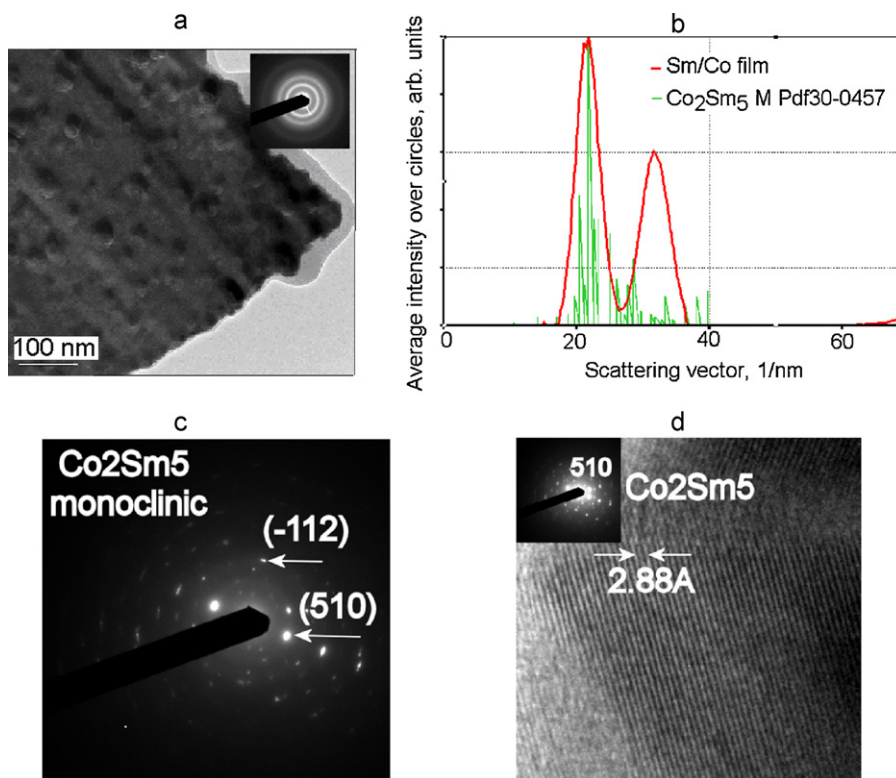 a
b
100 nm
Average intensity over circles, arb. units
Sm/Co film
Co₂Sm₅ M Pdf30-0457
0 20 40 60
Scattering vector, 1/nm
c
d
Co2Sm5
monoclinic
(-112)
(510)
510
Co2Sm5
2.88A